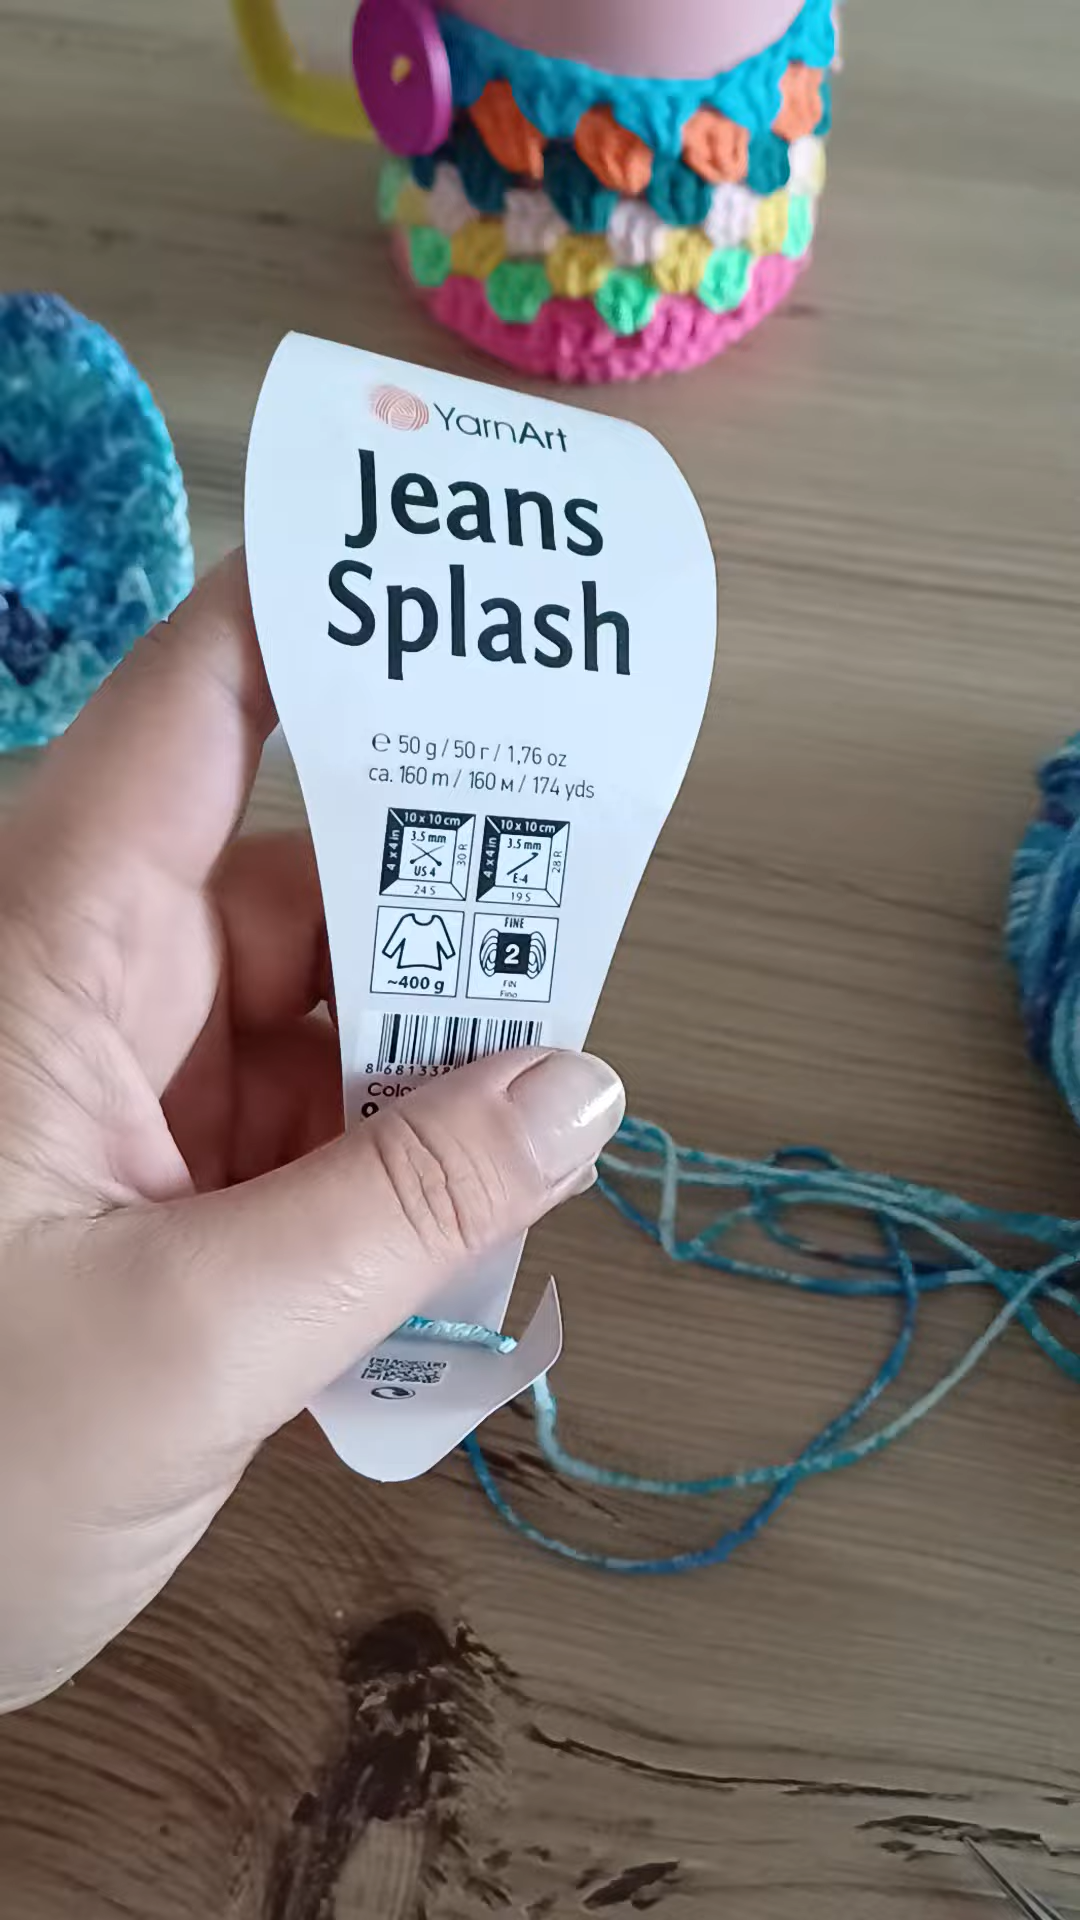 YarnArt
Jeans
Splash
℮ 50 g / 50 г / 1,76 oz
ca. 160 m / 160 м / 174 yds
10 x 10 cm
4 x 4 in
3.5 mm
US 4
30 R
24 S
10 x 10 cm
4 x 4 in
3.5 mm
E-4
28 R
19 S
~400 g
FINE
2
FIN
Fino